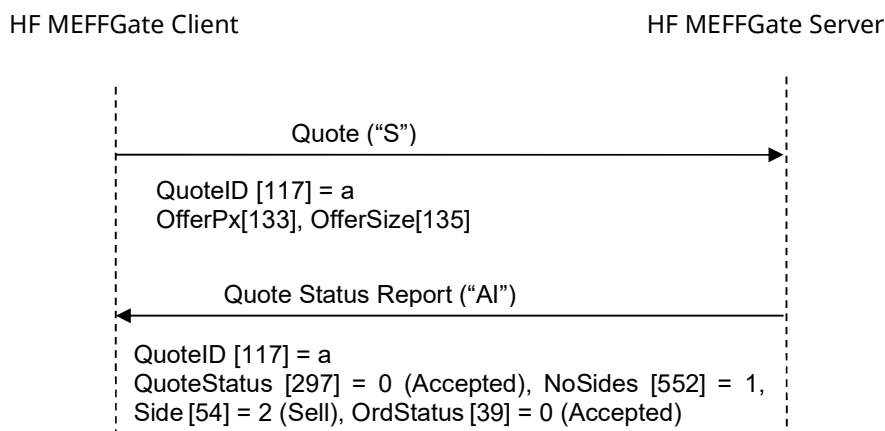 HF MEFFGate Client
HF MEFFGate Server
Quote (“S”)
QuoteID [117] = a
OfferPx[133], OfferSize[135]
Quote Status Report (“AI”)
QuoteID [117] = a
QuoteStatus [297] = 0 (Accepted), NoSides [552] = 1,
Side [54] = 2 (Sell), OrdStatus [39] = 0 (Accepted)